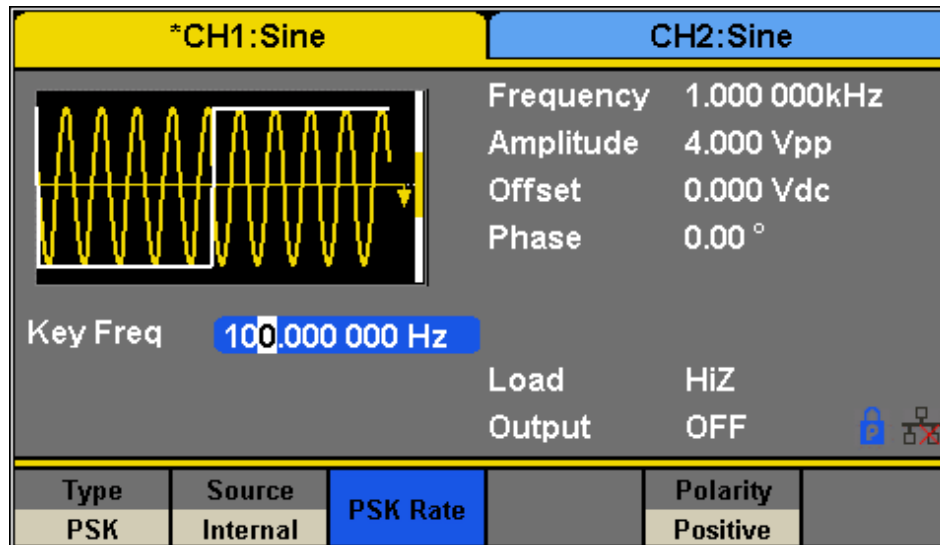 *CH1:Sine
CH2:Sine
Frequency 1.000 000kHz
Amplitude 4.000 Vpp
Offset 0.000 Vdc
Phase 0.00 °
Key Freq 100.000 000 Hz
Load HiZ
Output OFF
P
Type Source PSK Rate Polarity
PSK Internal Positive